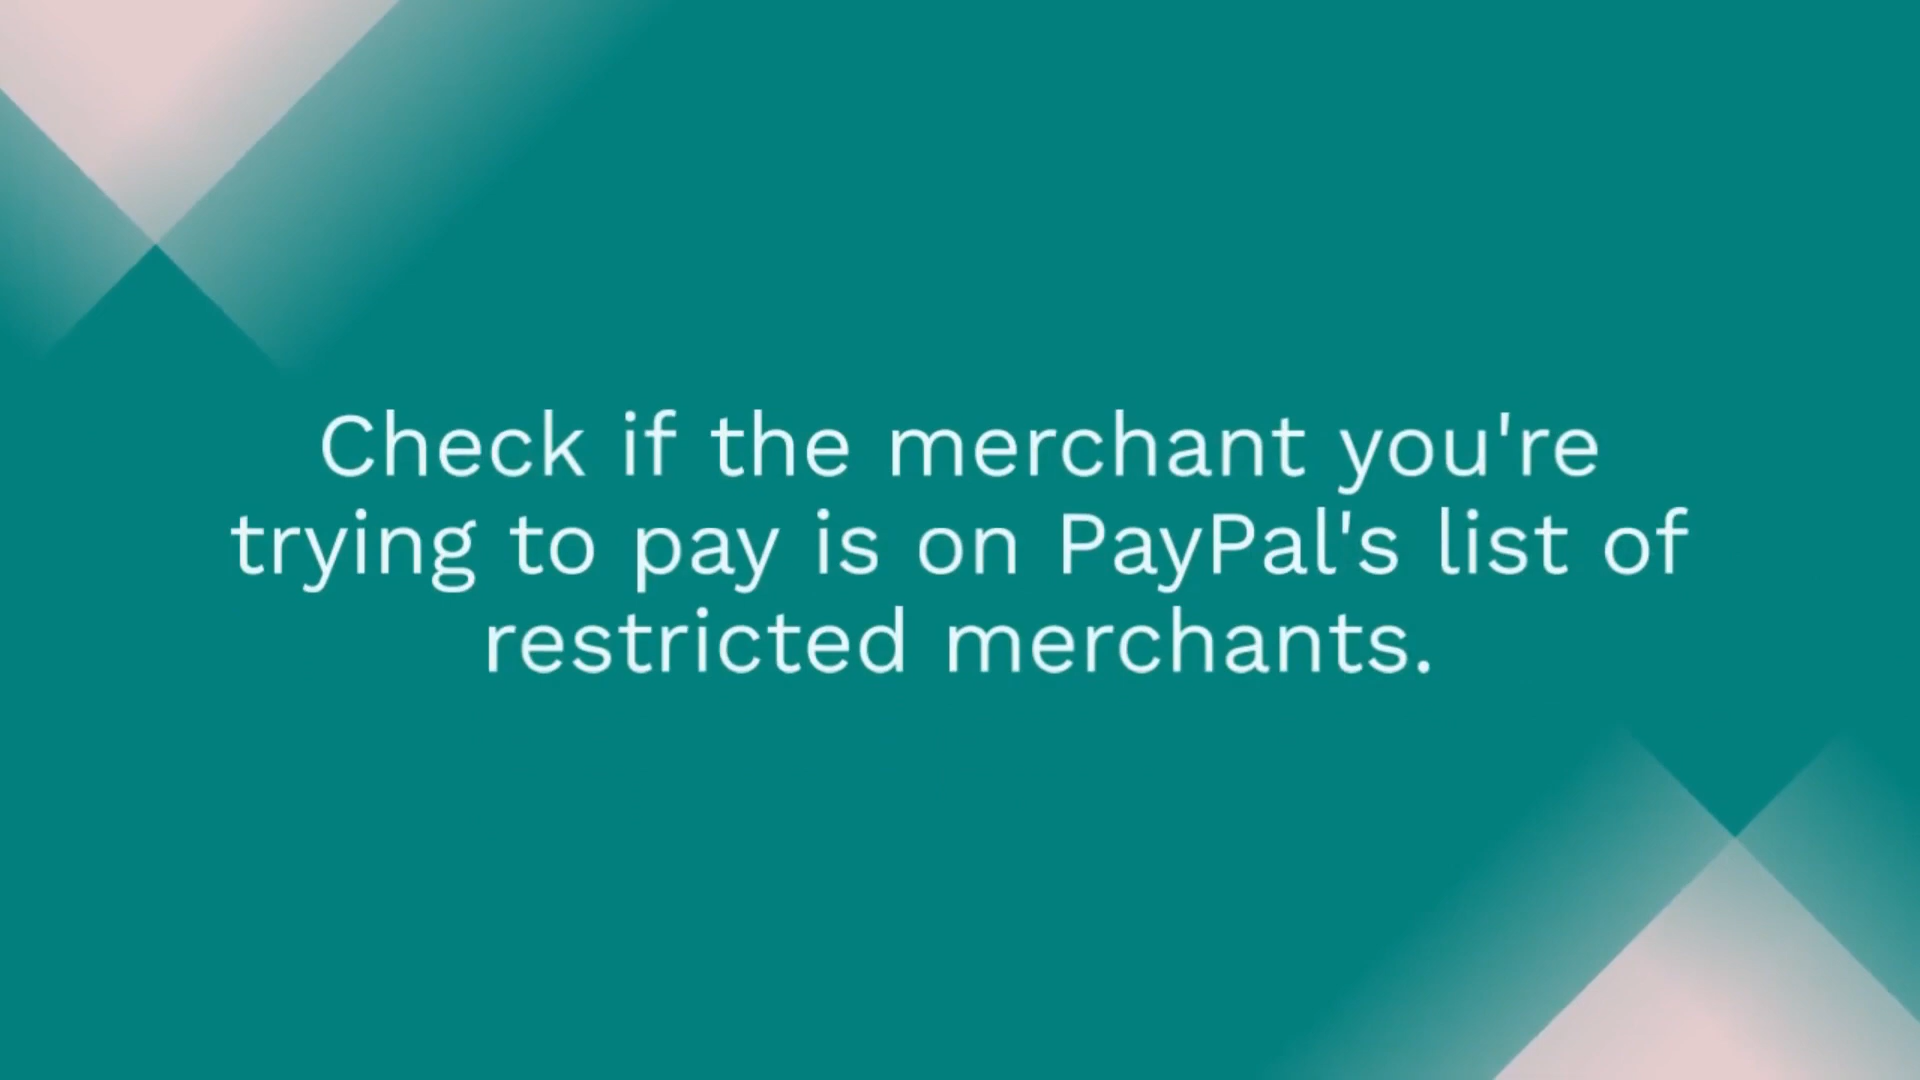 Check if the merchant you're
trying to pay is on PayPal's list of
restricted merchants.